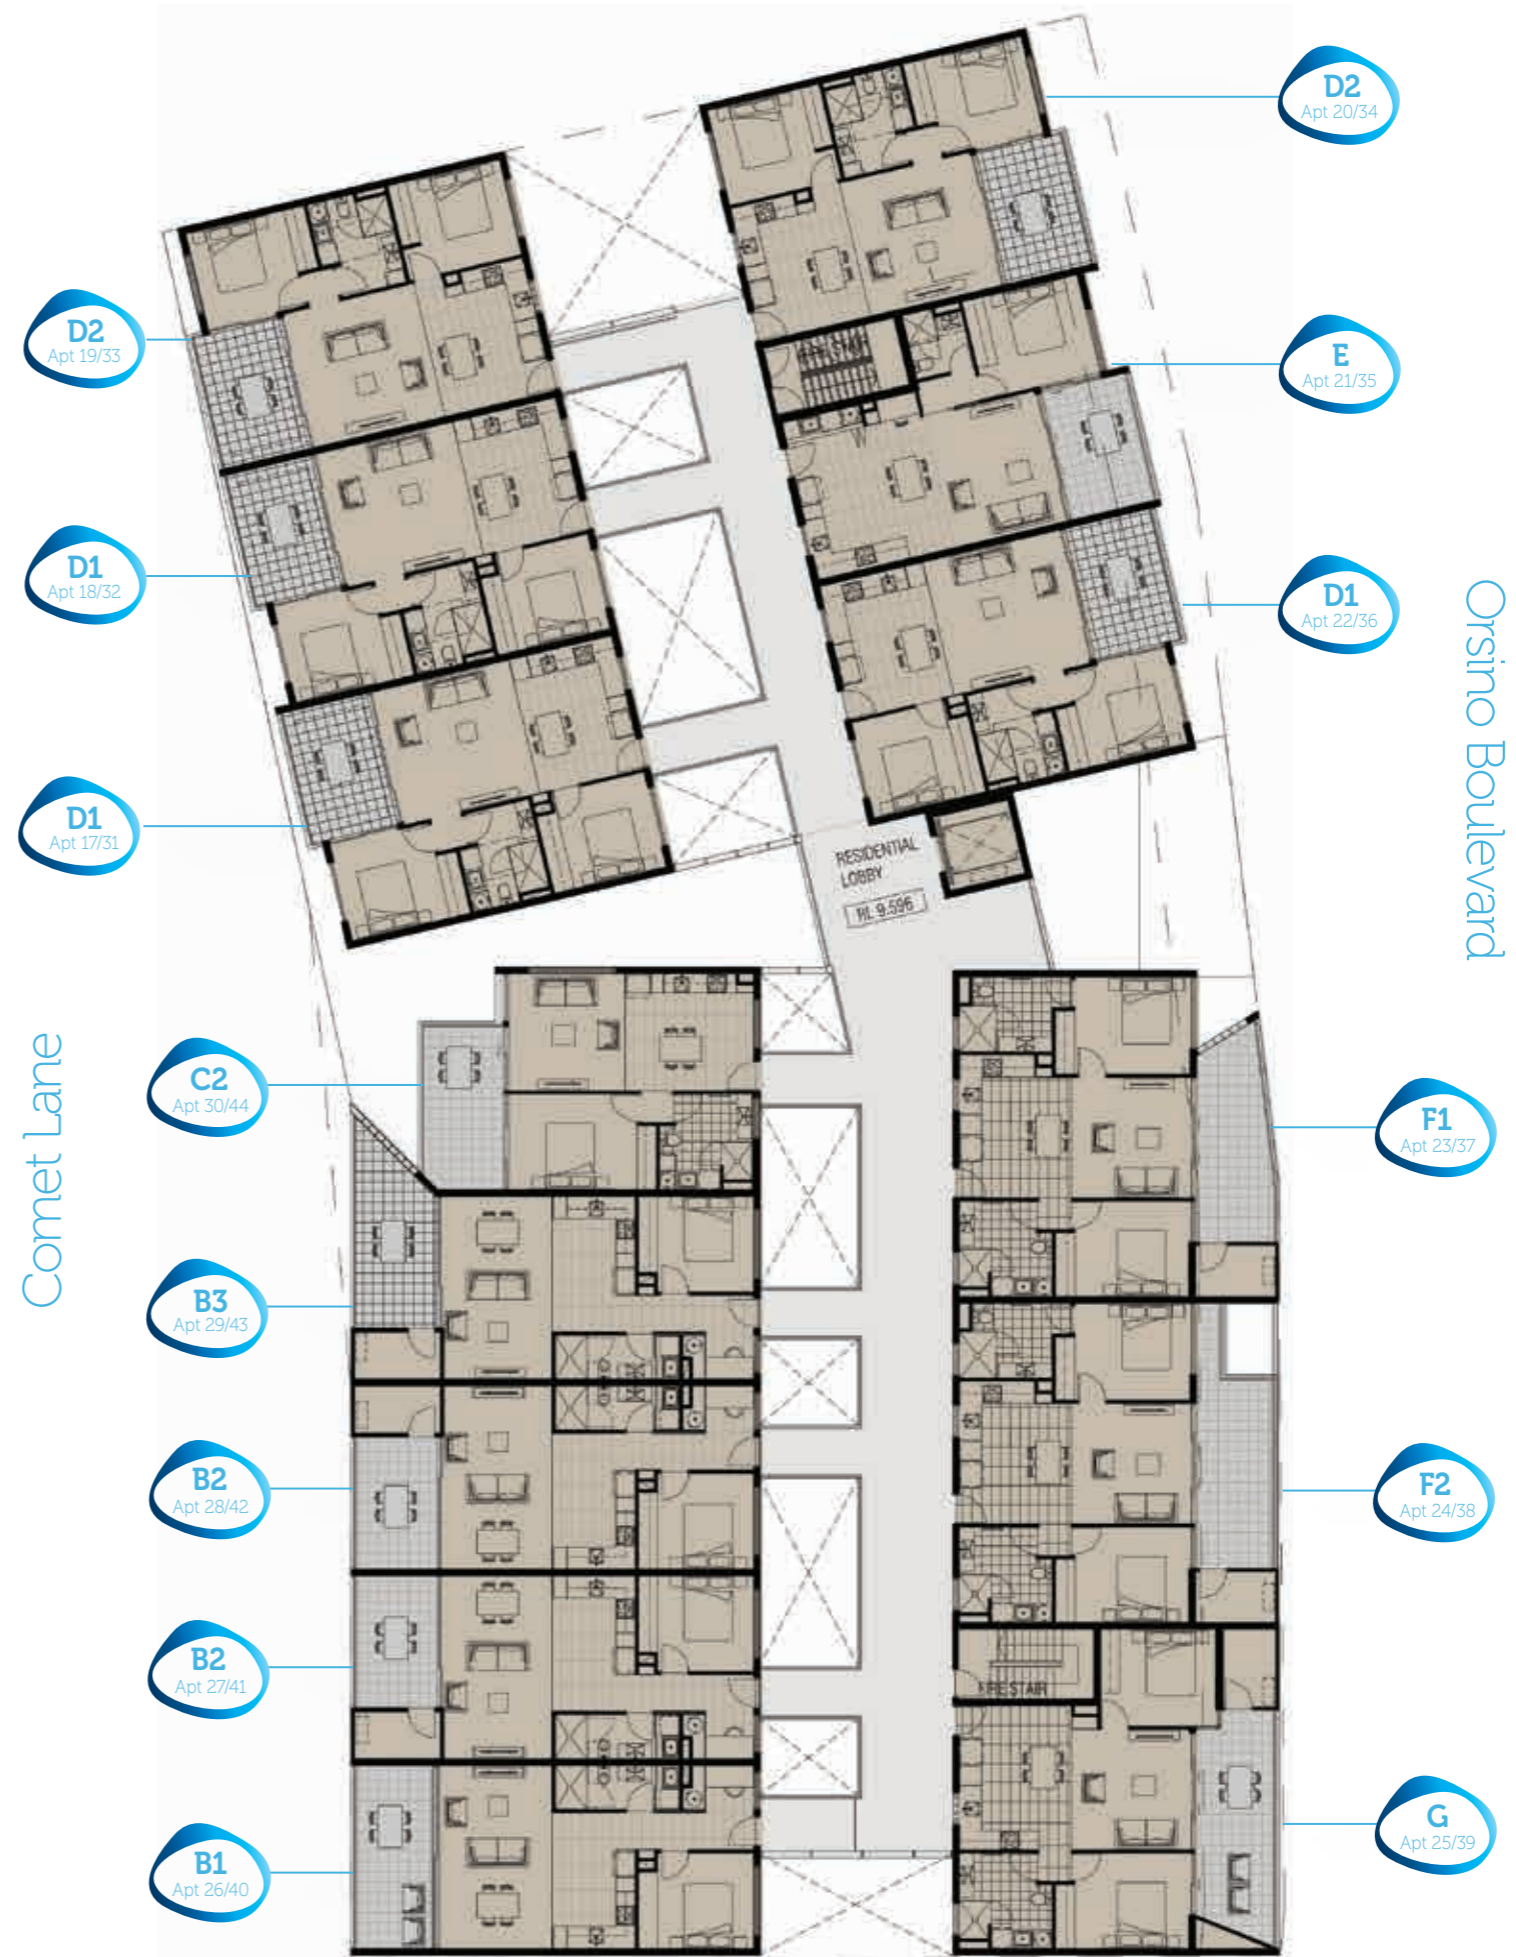 D2
Apt 20/34
D2
Apt 19/33
E
Apt 21/35
D1
Apt 18/32
D1
Apt 22/36
Orsino Boulevard
D1
Apt 17/31
RESIDENTIAL
LOBBY
RL 9.596
Comet Lane
C2
Apt 30/44
F1
Apt 23/37
B3
Apt 29/43
B2
Apt 28/42
F2
Apt 24/38
B2
Apt 27/41
FIRE STAIR
G
Apt 25/39
B1
Apt 26/40